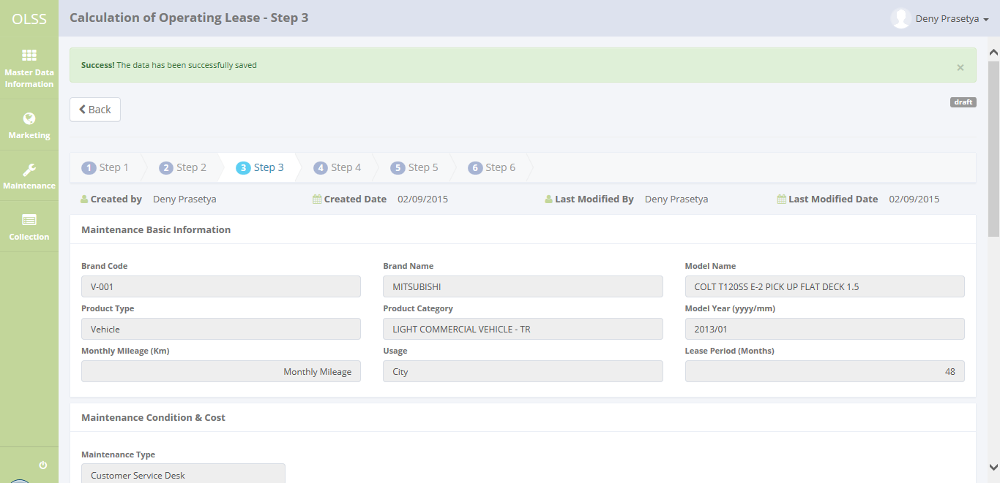 OLSS
Calculation of Operating Lease - Step 3
Deny Prasetya
Master Data
Information
Marketing
Maintenance
Collection
Success! The data has been successfully saved
×
Back
draft
1 Step 1
2 Step 2
3 Step 3
4 Step 4
5 Step 5
6 Step 6
Created by Deny Prasetya
Created Date 02/09/2015
Last Modified By Deny Prasetya
Last Modified Date 02/09/2015
Maintenance Basic Information
Brand Code
V-001
Brand Name
MITSUBISHI
Model Name
COLT T120SS E-2 PICK UP FLAT DECK 1.5
Product Type
Vehicle
Product Category
LIGHT COMMERCIAL VEHICLE - TR
Model Year (yyyy/mm)
2013/01
Monthly Mileage (Km)
Monthly Mileage
Usage
City
Lease Period (Months)
48
Maintenance Condition & Cost
Maintenance Type
Customer Service Desk